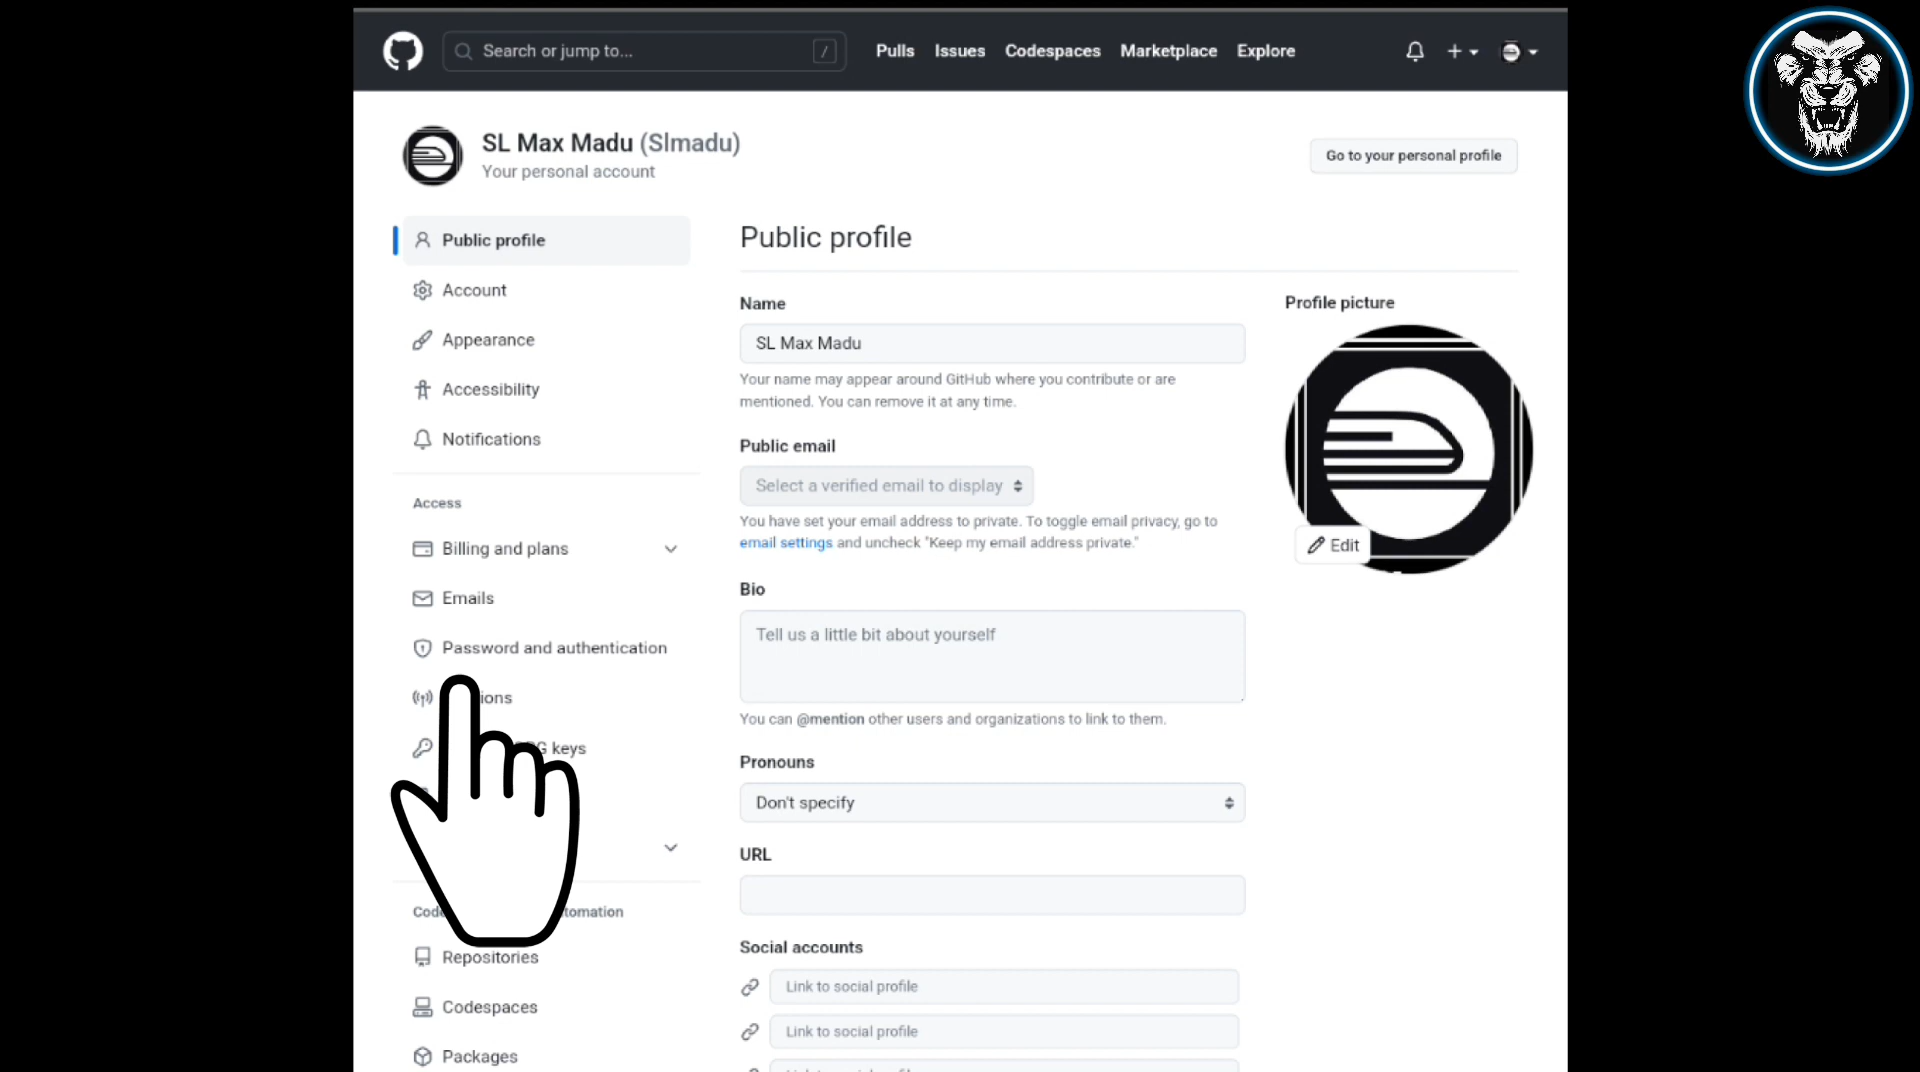 Search or jump to...
/
Pulls
Issues
Codespaces
Marketplace
Explore
SL Max Madu (Slmadu)
Your personal account
Go to your personal profile
Public profile
Account
Appearance
Accessibility
Notifications
Access
Billing and plans
Emails
Password and authentication
keys
Repositories
Codespaces
Packages
Public profile
Name
SL Max Madu
Your name may appear around GitHub where you contribute or are
mentioned. You can remove it at any time.
Public email
Select a verified email to display
You have set your email address to private. To toggle email privacy, go to
email settings and uncheck "Keep my email address private."
Bio
Tell us a little bit about yourself
You can @mention other users and organizations to link to them.
Pronouns
Don't specify
URL
Social accounts
Link to social profile
Link to social profile
Profile picture
Edit